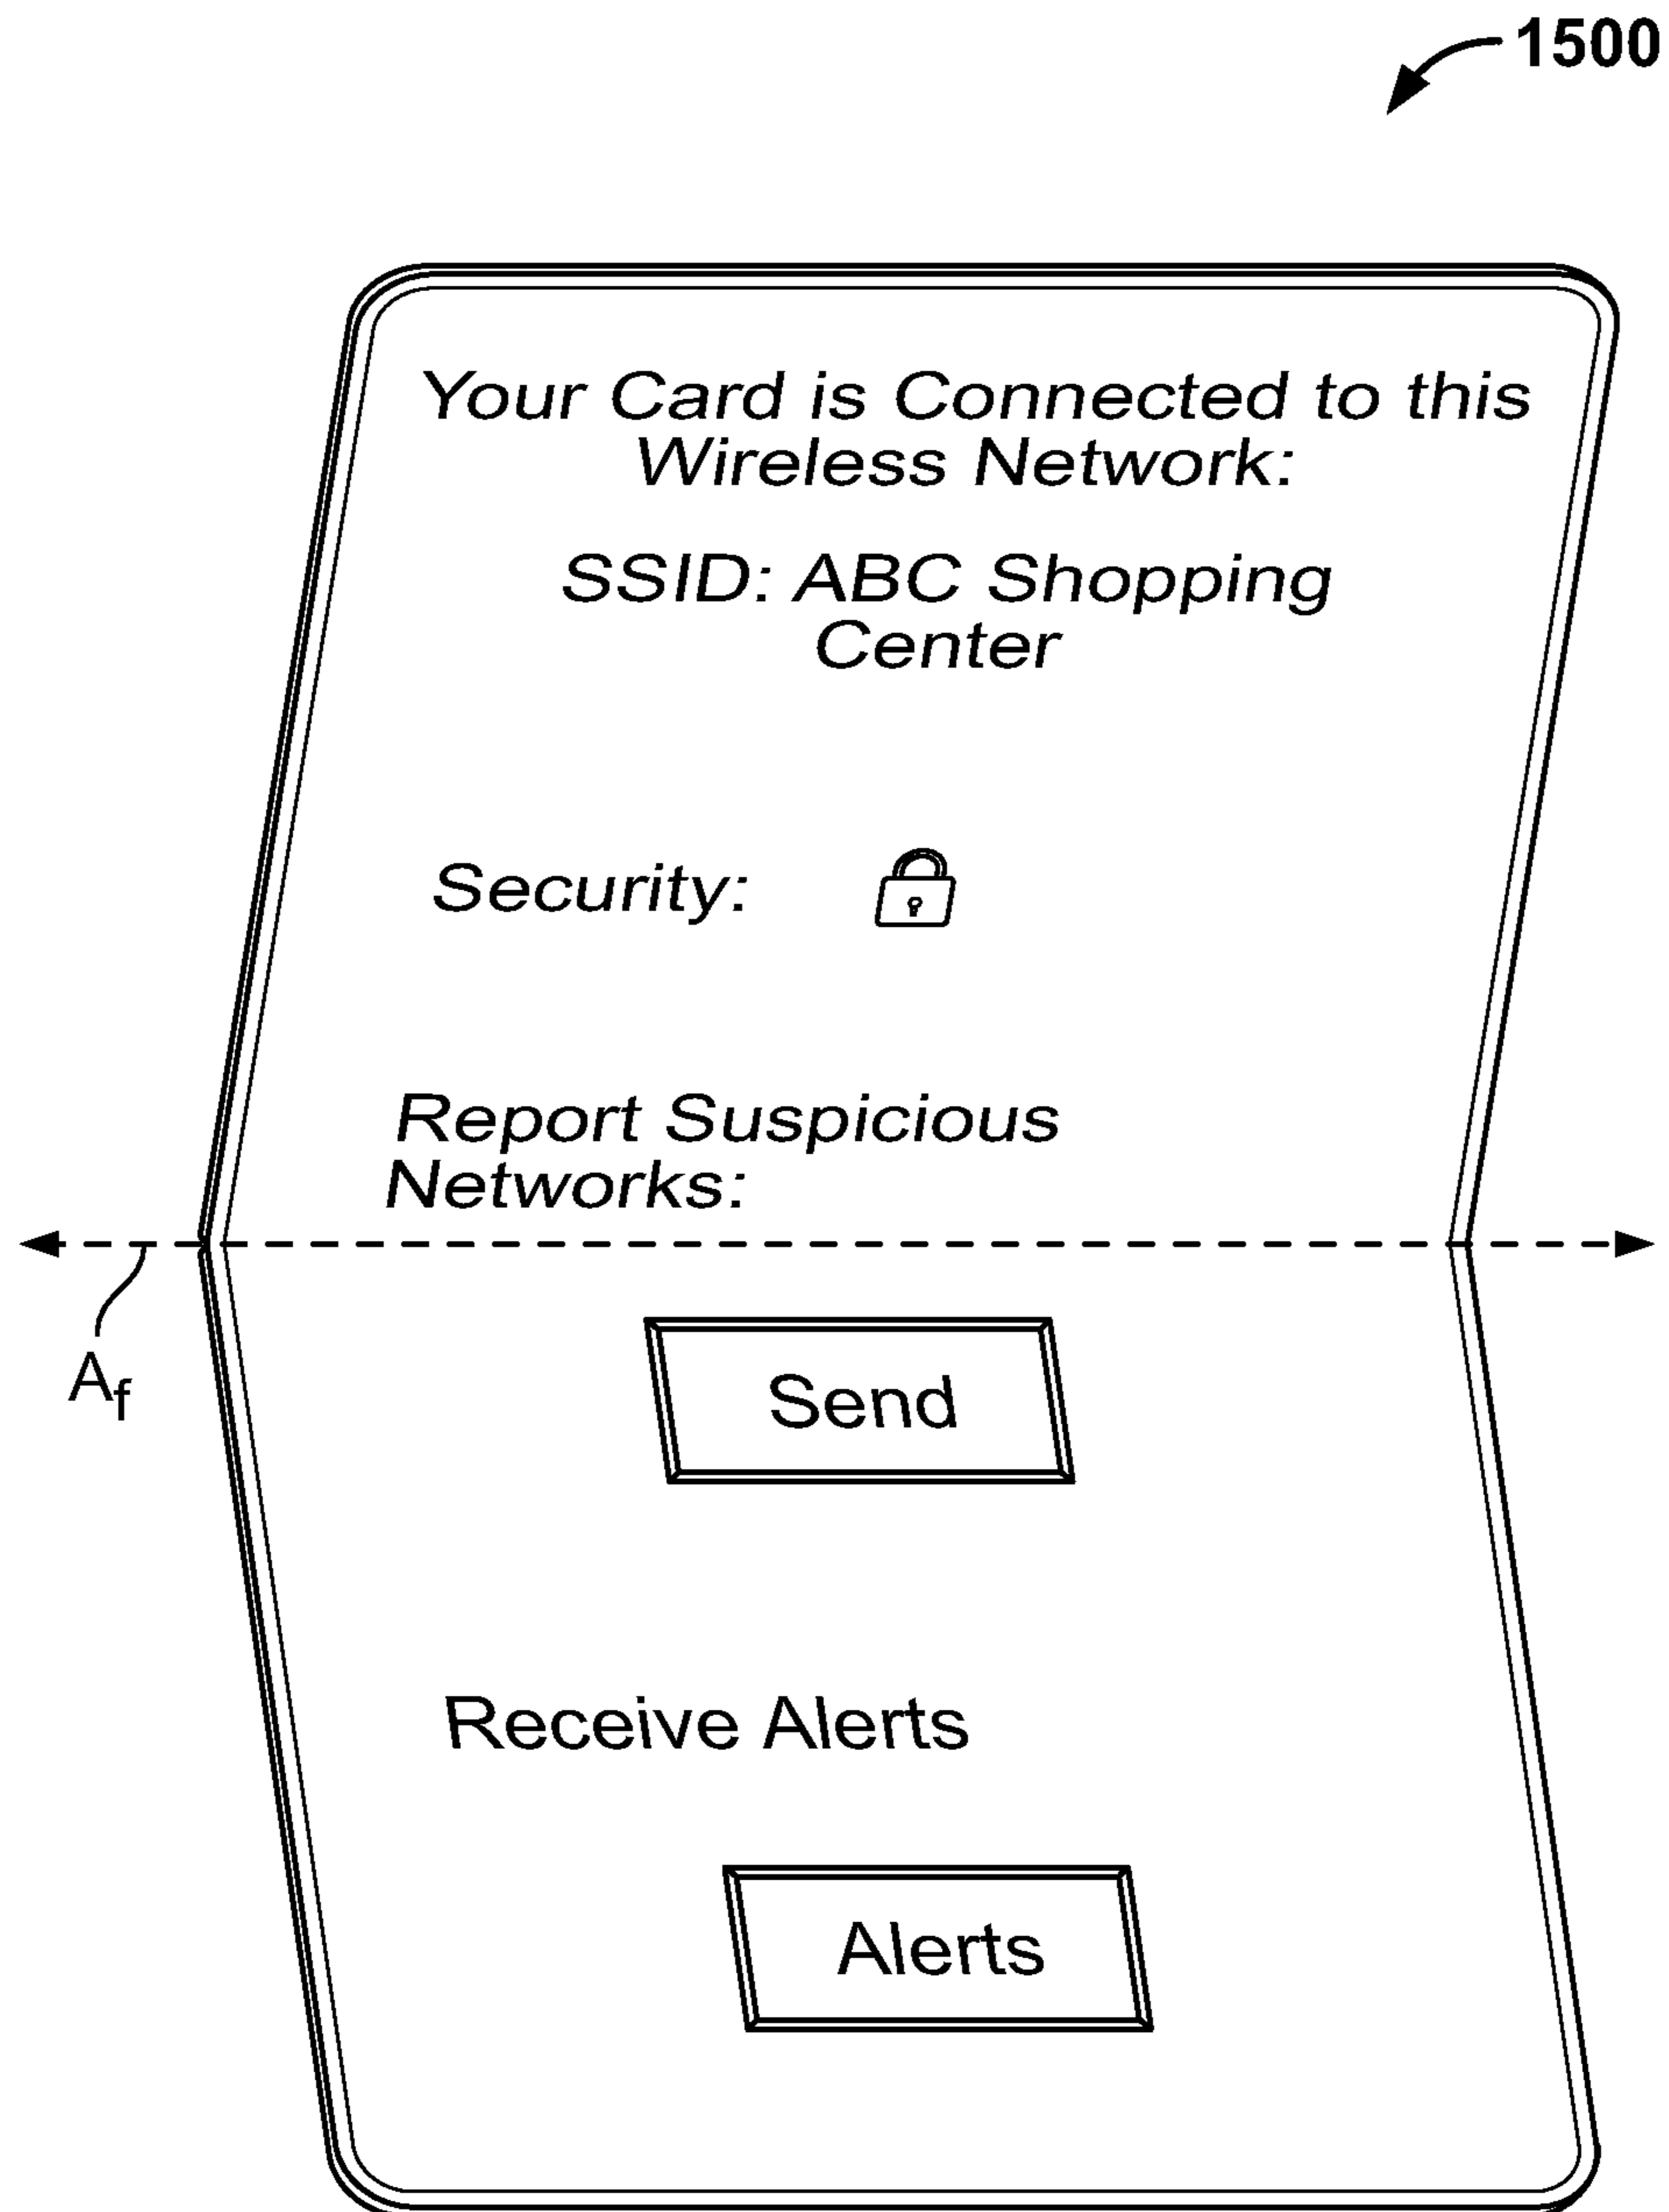 1500
Your Card is Connected to this
Wireless Network:
SSID: ABC Shopping
Center
Security:
Report Suspicious
Networks:
Af
Send
Receive Alerts
Alerts